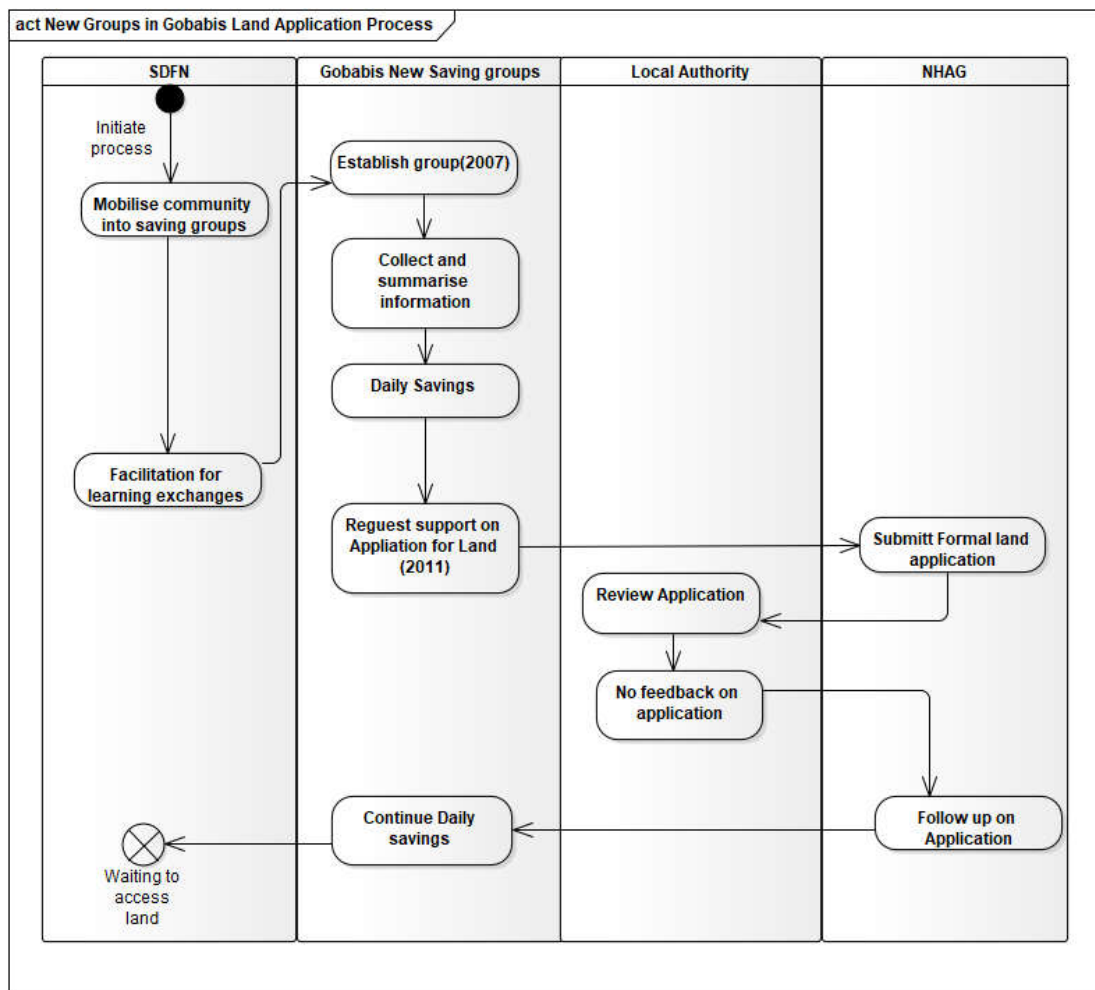 act New Groups in Gobabis Land Application Process
SDFN
Gobabis New Saving groups
Local Authority
NHAG
Initiate
process
Mobilise community
into saving groups
Facilitation for
learning exchanges
Establish group(2007)
Collect and
summarise
information
Daily Savings
Reguest support on
Appliation for Land
(2011)
Submitt Formal land
application
Review Application
No feedback on
application
Follow up on
Application
Continue Daily
savings
Waiting to
access
land